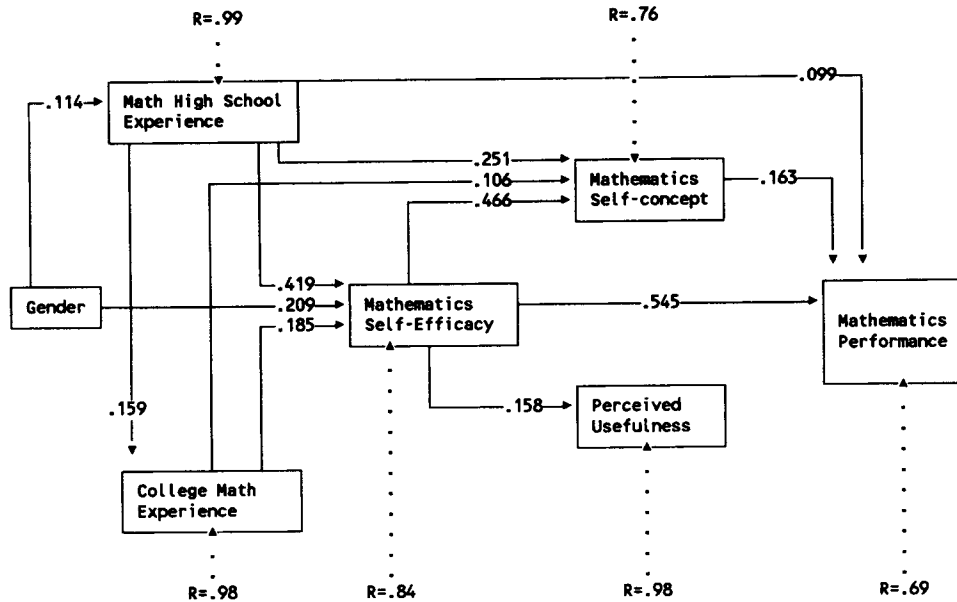 R=.99
R=.76
.099
.114
Math High School
Experience
.251
.106
.466
Mathematics
Self-concept
.163
Gender
.419
.209
.185
Mathematics
Self-Efficacy
.545
Mathematics
Performance
.159
.158
Perceived
Usefulness
College Math
Experience
R=.98
R=.84
R=.98
R=.69